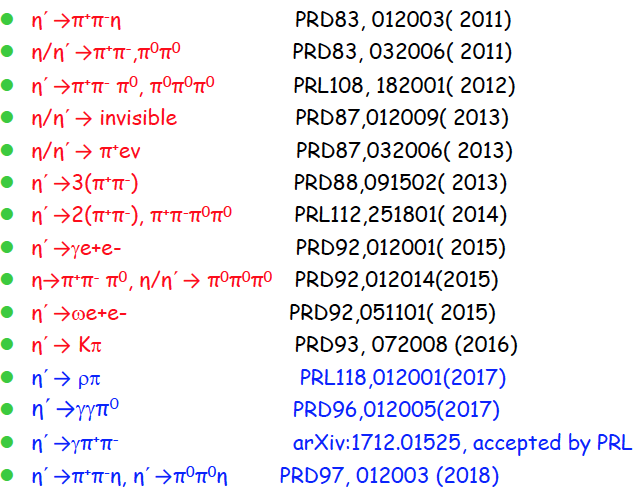 η´→π⁺π⁻η PRD83, 012003( 2011)
η/η´→π⁺π⁻,π⁰π⁰ PRD83, 032006( 2011)
η´→π⁺π⁻ π⁰, π⁰π⁰π⁰ PRL108, 182001( 2012)
η/η´→ invisible PRD87,012009( 2013)
η/η´→ π⁺eν PRD87,032006( 2013)
η´→3(π⁺π⁻) PRD88,091502( 2013)
η´→2(π⁺π⁻), π⁺π⁻π⁰π⁰ PRL112,251801( 2014)
η´→γe+e- PRD92,012001( 2015)
η→π⁺π⁻ π⁰, η/η´→ π⁰π⁰π⁰ PRD92,012014(2015)
η´→ωe+e- PRD92,051101( 2015)
η´→ Kπ PRD93, 072008 (2016)
η´→ ρπ PRL118,012001(2017)
η´→γγπ⁰ PRD96,012005(2017)
η´→γπ⁺π⁻ arXiv:1712.01525, accepted by PRL
η´→π⁺π⁻η, η´→π⁰π⁰η PRD97, 012003 (2018)